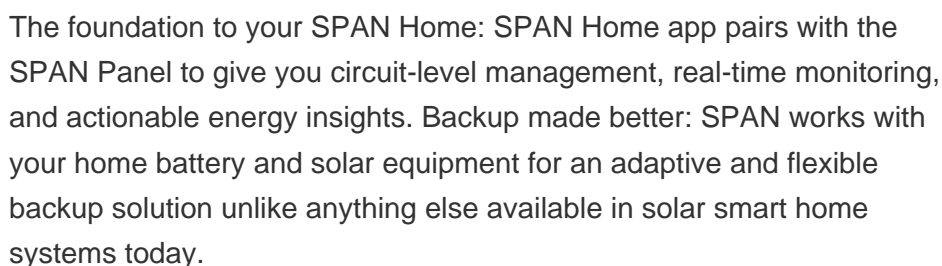 The foundation to your SPAN Home: SPAN Home app pairs with the
SPAN Panel to give you circuit-level management, real-time monitoring,
and actionable energy insights. Backup made better: SPAN works with
your home battery and solar equipment for an adaptive and flexible
backup solution unlike anything else available in solar smart home
systems today.